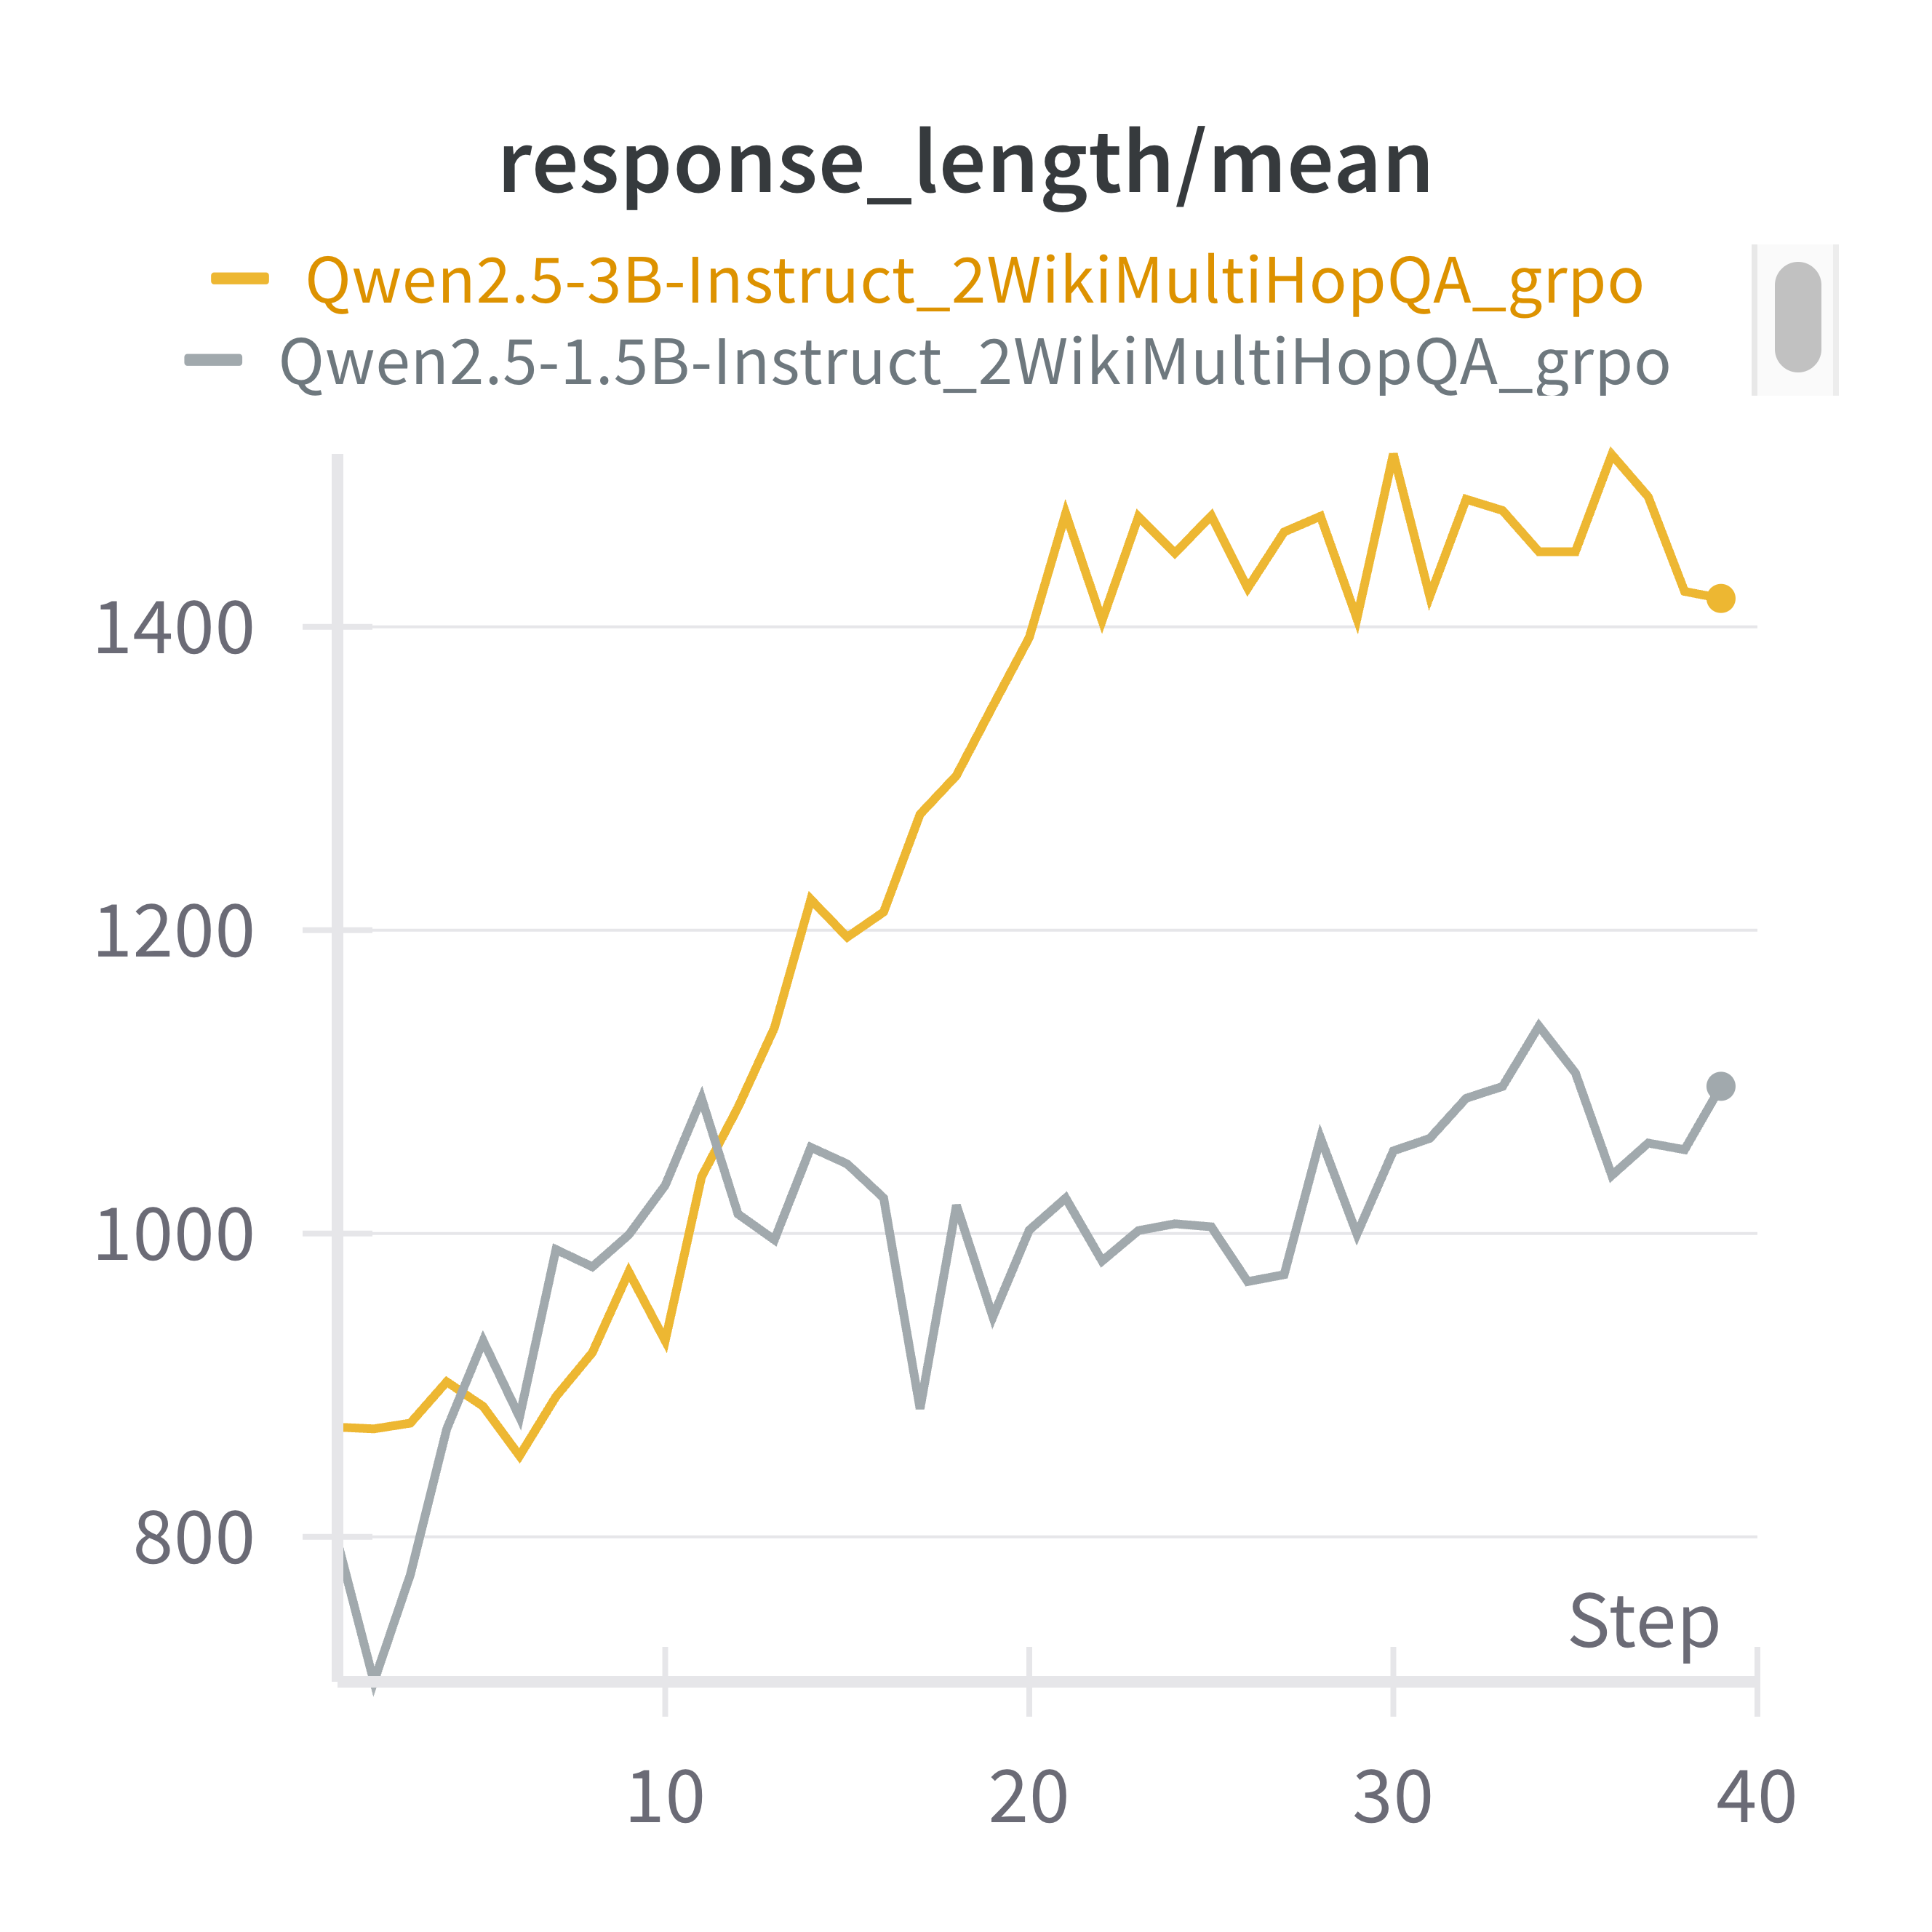 response_length/mean
Qwen2.5-3B-Instruct_2WikiMultiHopQA_grpo
Qwen2.5-1.5B-Instruct_2WikiMultiHopQA_grpo
1400
1200
1000
800
Step
10 20 30 40